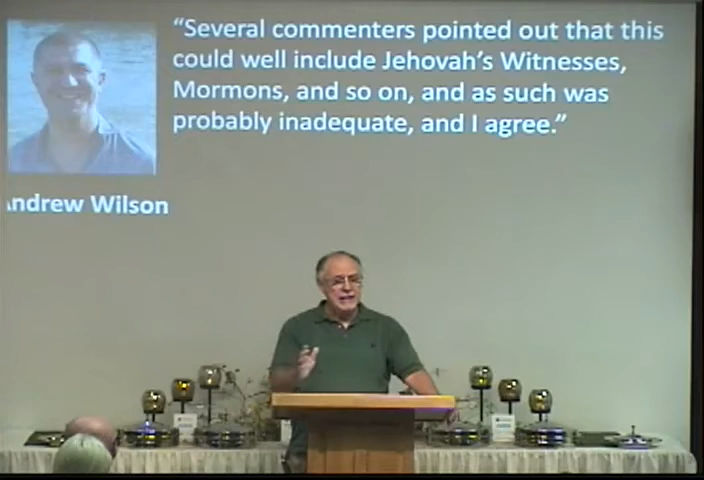 “Several commenters pointed out that this
could well include Jehovah’s Witnesses,
Mormons, and so on, and as such was
probably inadequate, and I agree.”
Andrew Wilson